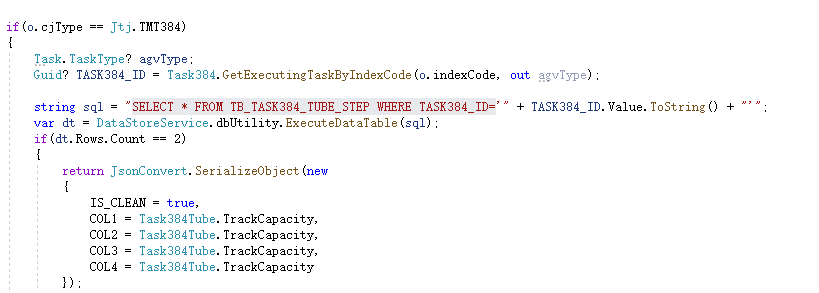 if(o.cjType == Jtj.TMT384)
{
Task.TaskType? agvType;
Guid? TASK384_ID = Task384.GetExecutingTaskByIndexCode(o.indexCode, out agvType);
string sql = "SELECT * FROM TB_TASK384_TUBE_STEP WHERE TASK384_ID='" + TASK384_ID.Value.ToString() + "'";
var dt = DataStoreService.dbUtility.ExecuteDataTable(sql);
if(dt.Rows.Count == 2)
{
return JsonConvert.SerializeObject(new
{
IS_CLEAN = true,
COL1 = Task384Tube.TrackCapacity,
COL2 = Task384Tube.TrackCapacity,
COL3 = Task384Tube.TrackCapacity,
COL4 = Task384Tube.TrackCapacity
});